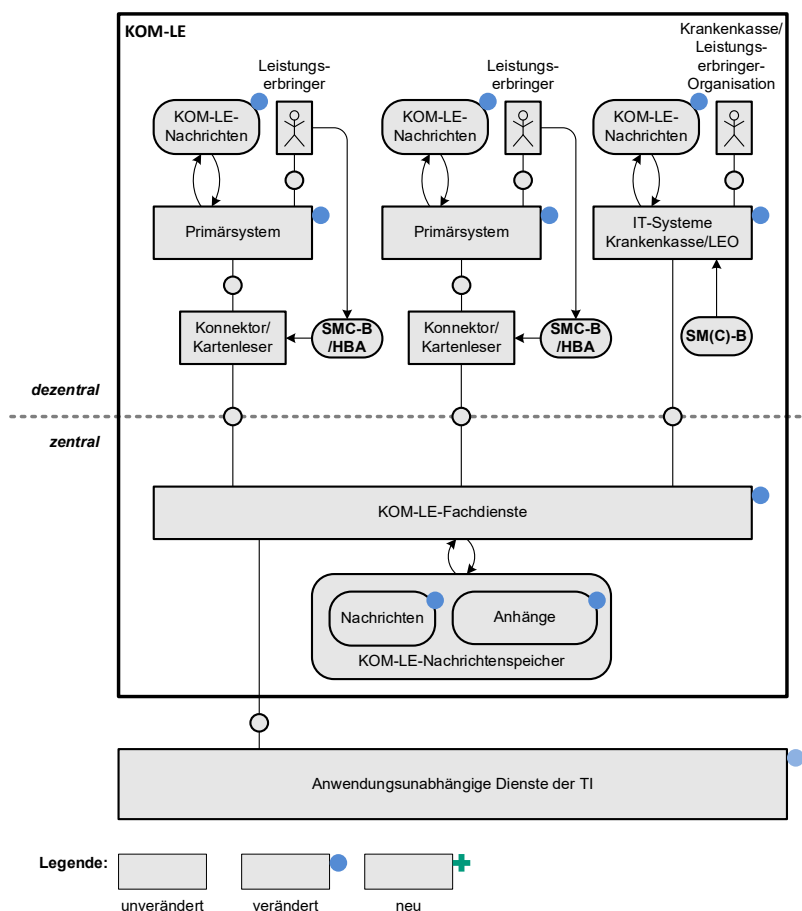 KOM-LE
Leistungs-
erbringer
Leistungs-
erbringer
Krankenkasse/
Leistungs-
erbringer-
Organisation
KOM-LE-
Nachrichten
KOM-LE-
Nachrichten
KOM-LE-
Nachrichten
Primärsystem
Primärsystem
IT-Systeme
Krankenkasse/LEO
Konnektor/
Kartenleser
SMC-B
/HBA
Konnektor/
Kartenleser
SMC-B
/HBA
SM(C)-B
dezentral
zentral
KOM-LE-Fachdienste
Nachrichten
Anhänge
KOM-LE-Nachrichtenspeicher
Anwendungsunabhängige Dienste der TI
Legende:
unverändert
verändert
neu